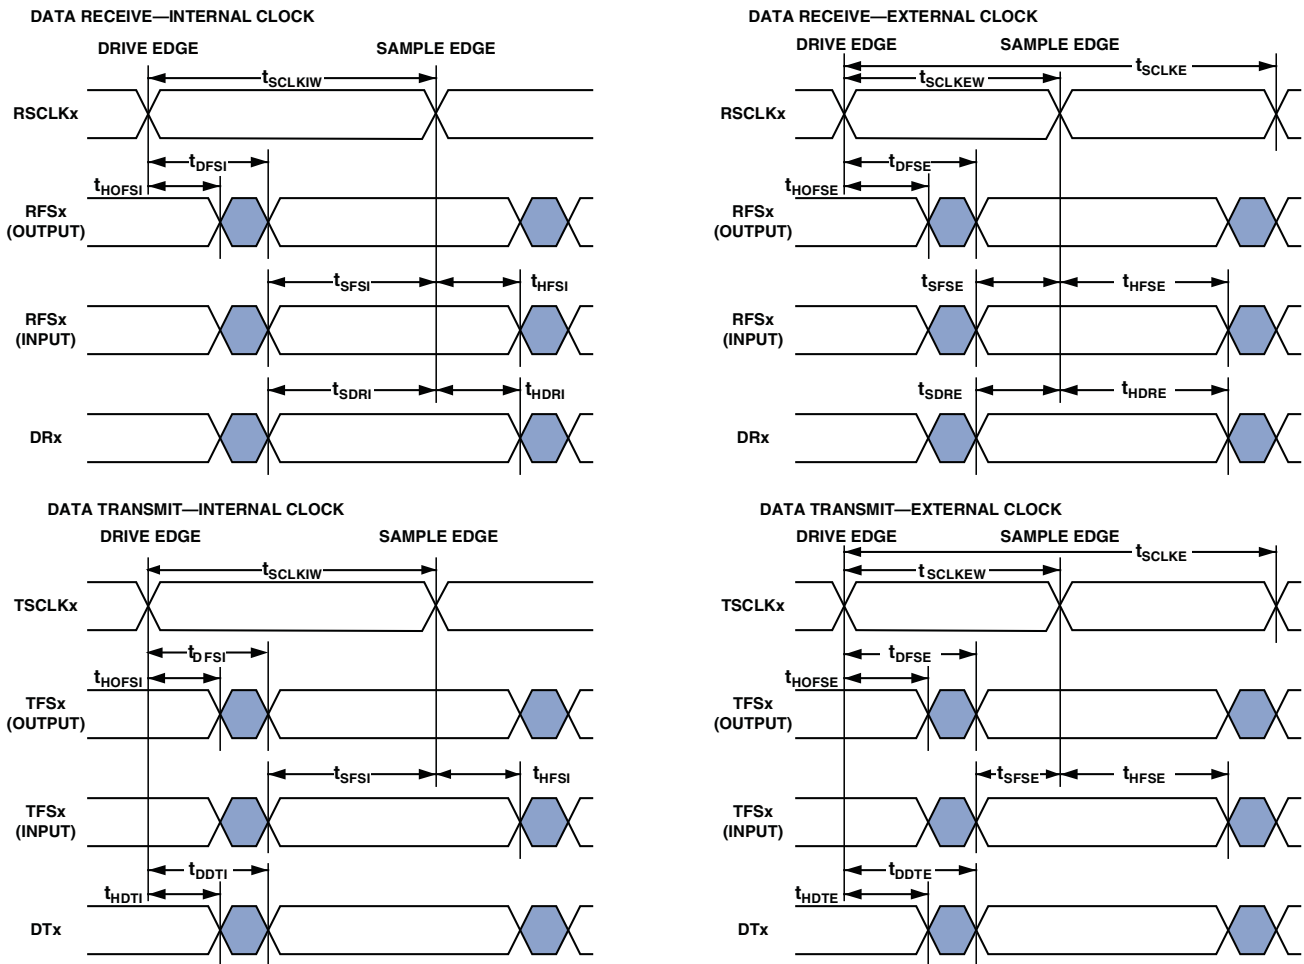 DATA RECEIVE—INTERNAL CLOCK
DRIVE EDGE
SAMPLE EDGE
tSCLKIW
RSCLKx
tDFSI
tHOFSI
RFSx
(OUTPUT)
tSFSI
tHFSI
RFSx
(INPUT)
tSDRI
tHDRI
DRx
DATA RECEIVE—EXTERNAL CLOCK
DRIVE EDGE
SAMPLE EDGE
tSCLKE
tSCLKEW
RSCLKx
tDFSE
tHOFSE
RFSx
(OUTPUT)
tSFSE
tHFSE
RFSx
(INPUT)
tSDRE
tHDRE
DRx
DATA TRANSMIT—INTERNAL CLOCK
DRIVE EDGE
SAMPLE EDGE
tSCLKIW
TSCLKx
tDFSI
tHOFSI
TFSx
(OUTPUT)
tSFSI
tHFSI
TFSx
(INPUT)
tDDTI
tHDTI
DTx
DATA TRANSMIT—EXTERNAL CLOCK
DRIVE EDGE
SAMPLE EDGE
tSCLKE
tSCLKEW
TSCLKx
tDFSE
tHOFSE
TFSx
(OUTPUT)
tSFSE
tHFSE
TFSx
(INPUT)
tDDTE
tHDTE
DTx